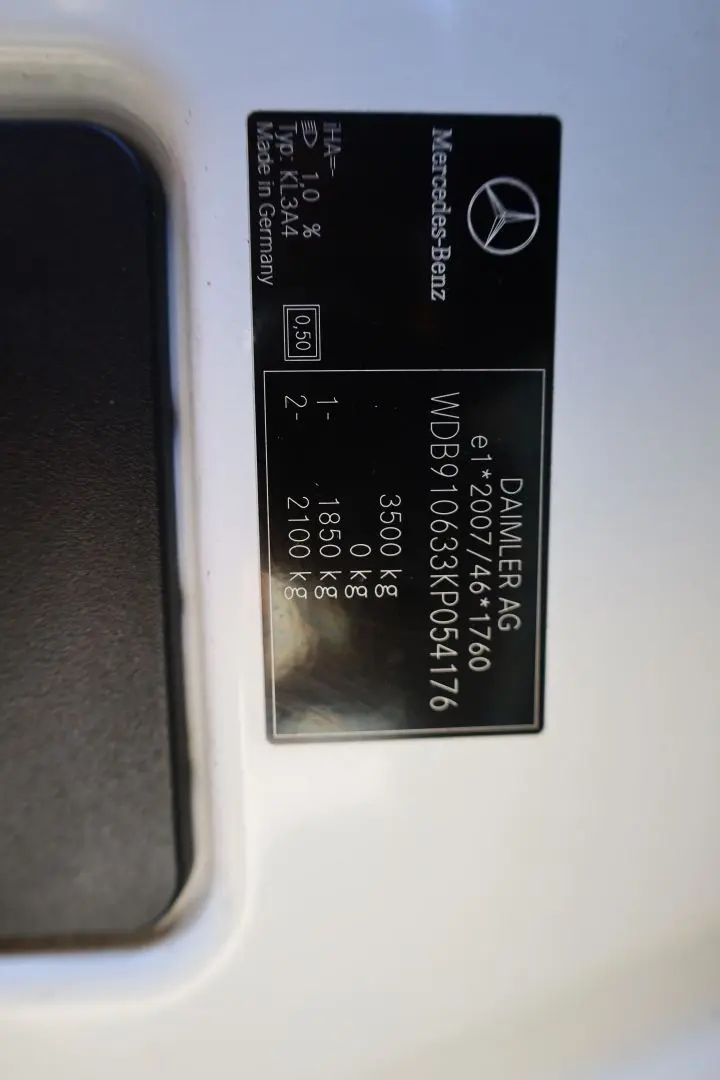 Mercedes-Benz
DAIMLER AG
e1*2007/46*1760
WDB910633KP054176
3500 kg
0 kg
1- 1850 kg
2- 2100 kg
iHA=-
1,0 %
Typ: KL3A4
Made in Germany
0,50